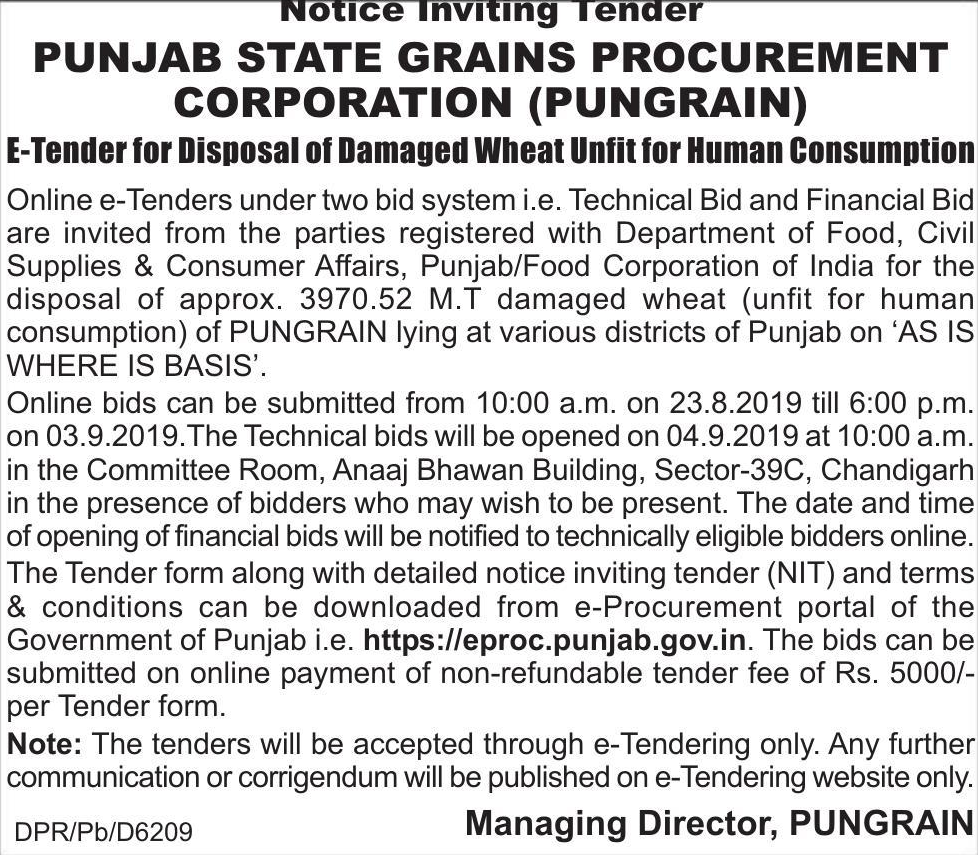 Notice Inviting Tender
PUNJAB STATE GRAINS PROCUREMENT
CORPORATION (PUNGRAIN)
E-Tender for Disposal of Damaged Wheat Unfit for Human Consumption
Online e-Tenders under two bid system i.e. Technical Bid and Financial Bid
are invited from the parties registered with Department of Food, Civil
Supplies & Consumer Affairs, Punjab/Food Corporation of India for the
disposal of approx. 3970.52 M.T damaged wheat (unfit for human
consumption) of PUNGRAIN lying at various districts of Punjab on ‘AS IS
WHERE IS BASIS’.
Online bids can be submitted from 10:00 a.m. on 23.8.2019 till 6:00 p.m.
on 03.9.2019.The Technical bids will be opened on 04.9.2019 at 10:00 a.m.
in the Committee Room, Anaaj Bhawan Building, Sector-39C, Chandigarh
in the presence of bidders who may wish to be present. The date and time
of opening of financial bids will be notified to technically eligible bidders online.
The Tender form along with detailed notice inviting tender (NIT) and terms
& conditions can be downloaded from e-Procurement portal of the
Government of Punjab i.e. https://eproc.punjab.gov.in. The bids can be
submitted on online payment of non-refundable tender fee of Rs. 5000/-
per Tender form.
Note: The tenders will be accepted through e-Tendering only. Any further
communication or corrigendum will be published on e-Tendering website only.
DPR/Pb/D6209 Managing Director, PUNGRAIN